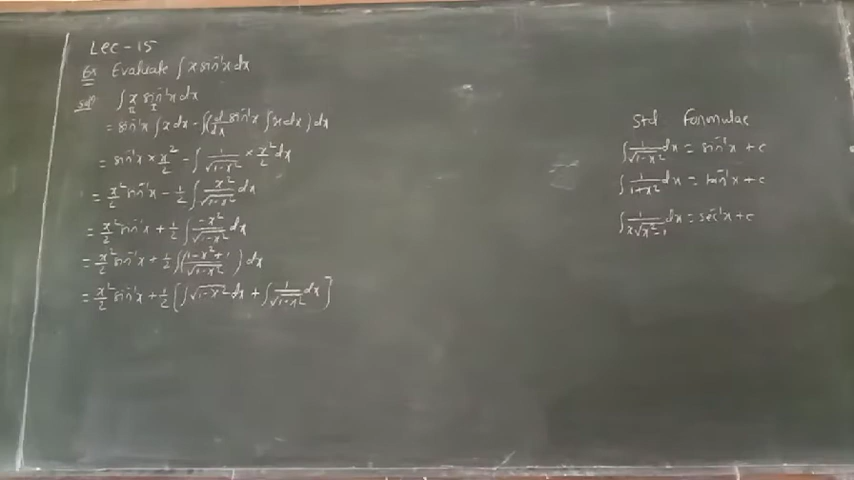 Lec - 15
Ex Evaluate ∫ x sin⁻¹x dx
Solⁿ ∫ x sin⁻¹x dx
II I
= sin⁻¹x ∫ x dx - ∫( d/dx sin⁻¹x ∫ x dx ) dx
= sin⁻¹x × x²/2 - ∫ 1/√(1-x²) × x²/2 dx
= x²/2 sin⁻¹x - 1/2 ∫ x²/√(1-x²) dx
= x²/2 sin⁻¹x + 1/2 ∫ -x²/√(1-x²) dx
= x²/2 sin⁻¹x + 1/2 ∫( (1-x²+1)/√(1-x²) ) dx
= x²/2 sin⁻¹x + 1/2 [ ∫ √(1-x²) dx + ∫ 1/√(1-x²) dx ]
Std Formulae
∫ 1/√(1-x²) dx = sin⁻¹x + c
∫ 1/(1+x²) dx = tan⁻¹x + c
∫ 1/(x√(x²-1)) dx = sec⁻¹x + c